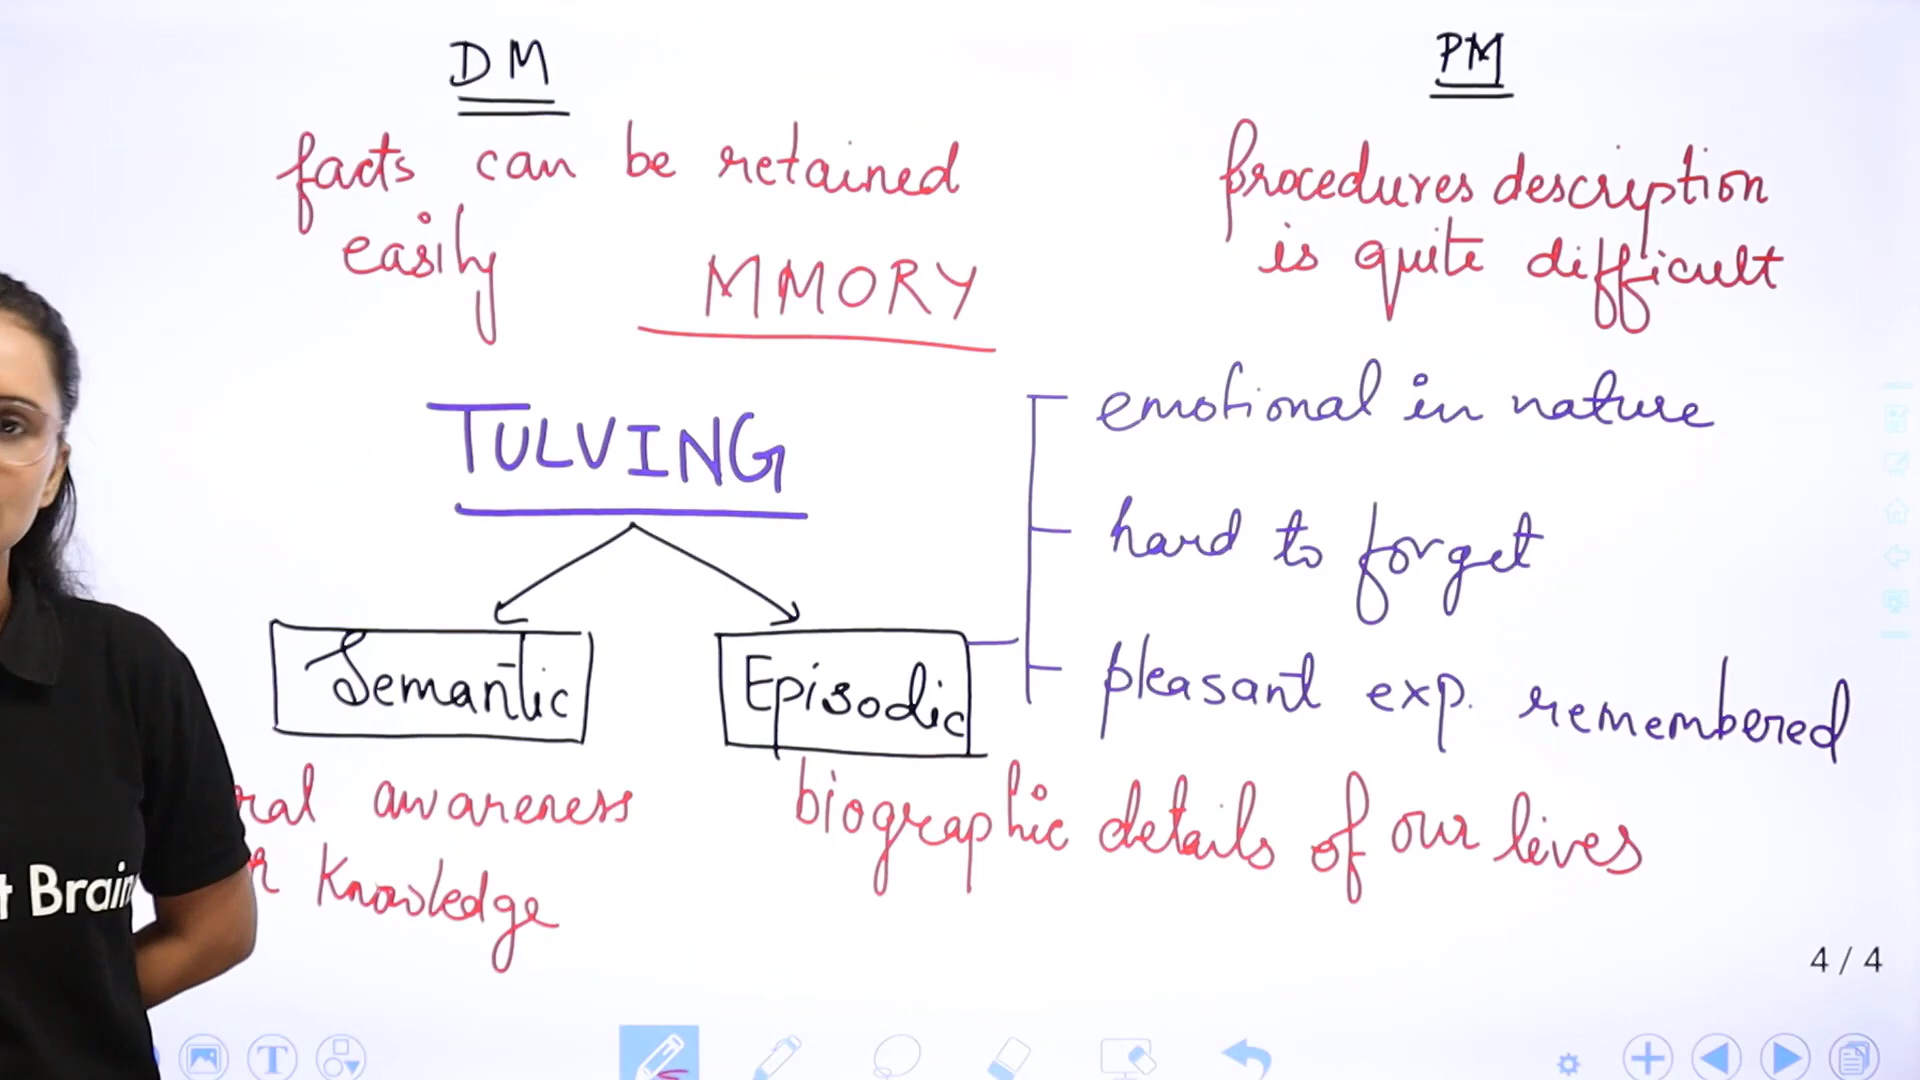 DM
PM
facts can be retained
easily
procedures description
is quite difficult
MMORY
TULVING
emotional in nature
hard to forget
pleasant exp. remembered
Semantic
Episodic
awareness
Knowledge
biographic details of our lives
Brain
4 / 4
T